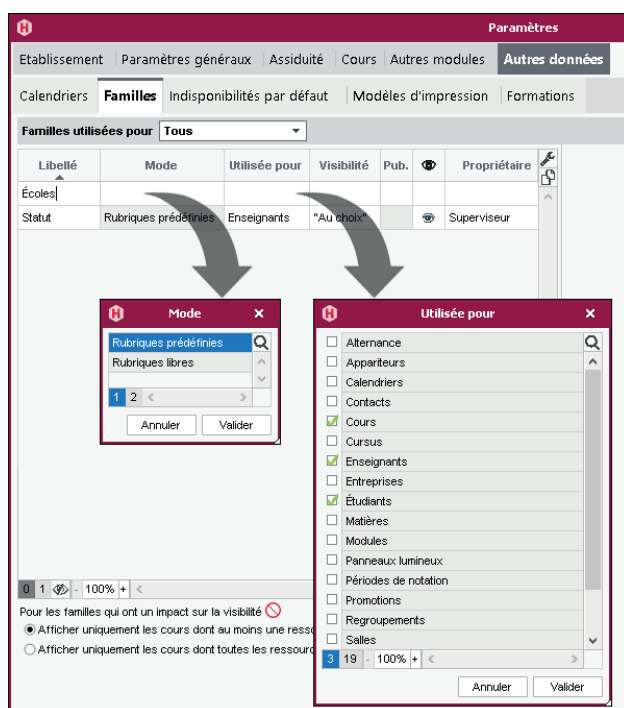 Paramètres
Etablissement Paramètres généraux Assiduité Cours Autres modules Autres données
Calendriers Familles Indisponibilités par défaut Modèles d'impression Formations
Familles utilisées pour Tous
Libellé Mode Utilisée pour Visibilité Pub. Propriétaire
Écoles
Statut Rubriques prédéfinies Enseignants "Au choix" Superviseur
Mode
Rubriques prédéfinies
Rubriques libres
1 2 < >
Annuler Valider
Utilisée pour
Alternance
Appariteurs
Calendriers
Contacts
Cours
Cursus
Enseignants
Entreprises
Étudiants
Matières
Modules
Panneaux lumineux
Périodes de notation
Promotions
Regroupements
Salles
3 19 - 100% + < >
Annuler Valider
0 1 - 100% + <
Pour les familles qui ont un impact sur la visibilité
Afficher uniquement les cours dont au moins une resso
Afficher uniquement les cours dont toutes les ressourc